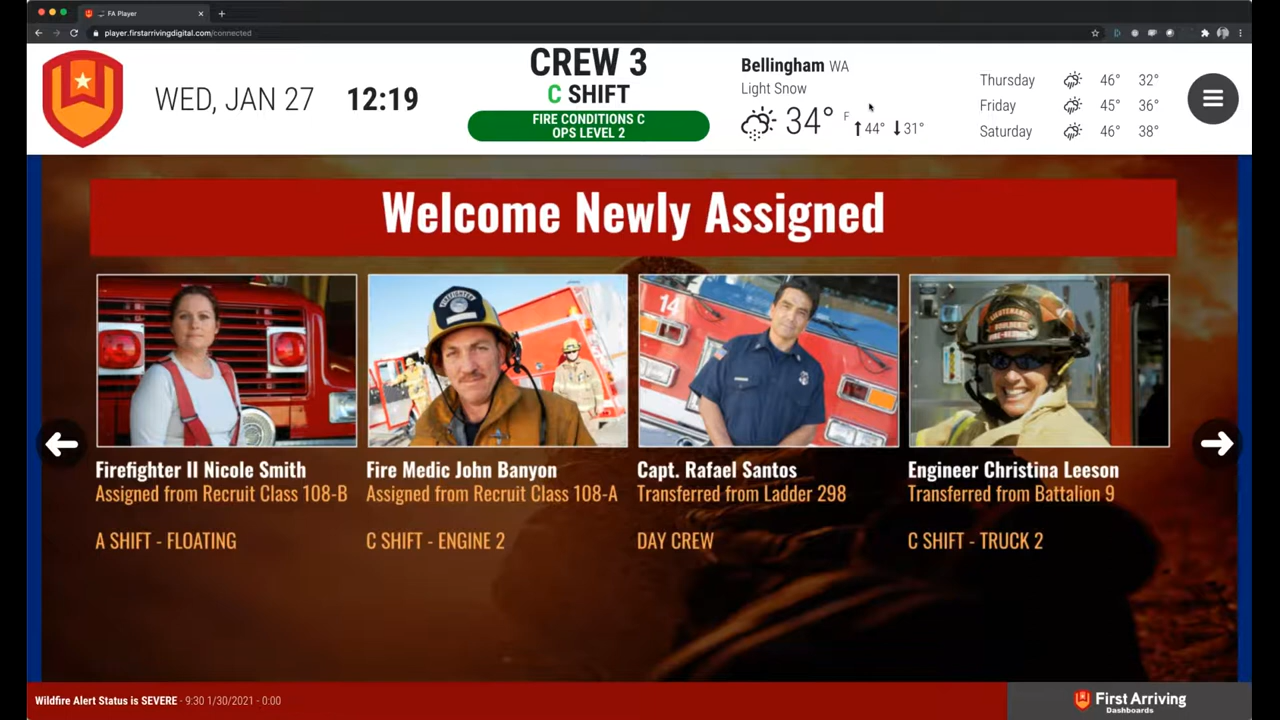 FA Player
player.firstarrivingdigital.com/connected
WED, JAN 27
12:19
CREW 3
C SHIFT
FIRE CONDITIONS C
OPS LEVEL 2
Bellingham WA
Light Snow
34° F 44° 31°
Thursday 46° 32°
Friday 45° 36°
Saturday 46° 38°
Welcome Newly Assigned
FIREFIGHTER
14
LIEUTENANT
Firefighter II Nicole Smith
Assigned from Recruit Class 108-B
A SHIFT - FLOATING
Fire Medic John Banyon
Assigned from Recruit Class 108-A
C SHIFT - ENGINE 2
Capt. Rafael Santos
Transferred from Ladder 298
DAY CREW
Engineer Christina Leeson
Transferred from Battalion 9
C SHIFT - TRUCK 2
Wildfire Alert Status is SEVERE - 9:30 1/30/2021 - 0:00
First Arriving
Dashboards